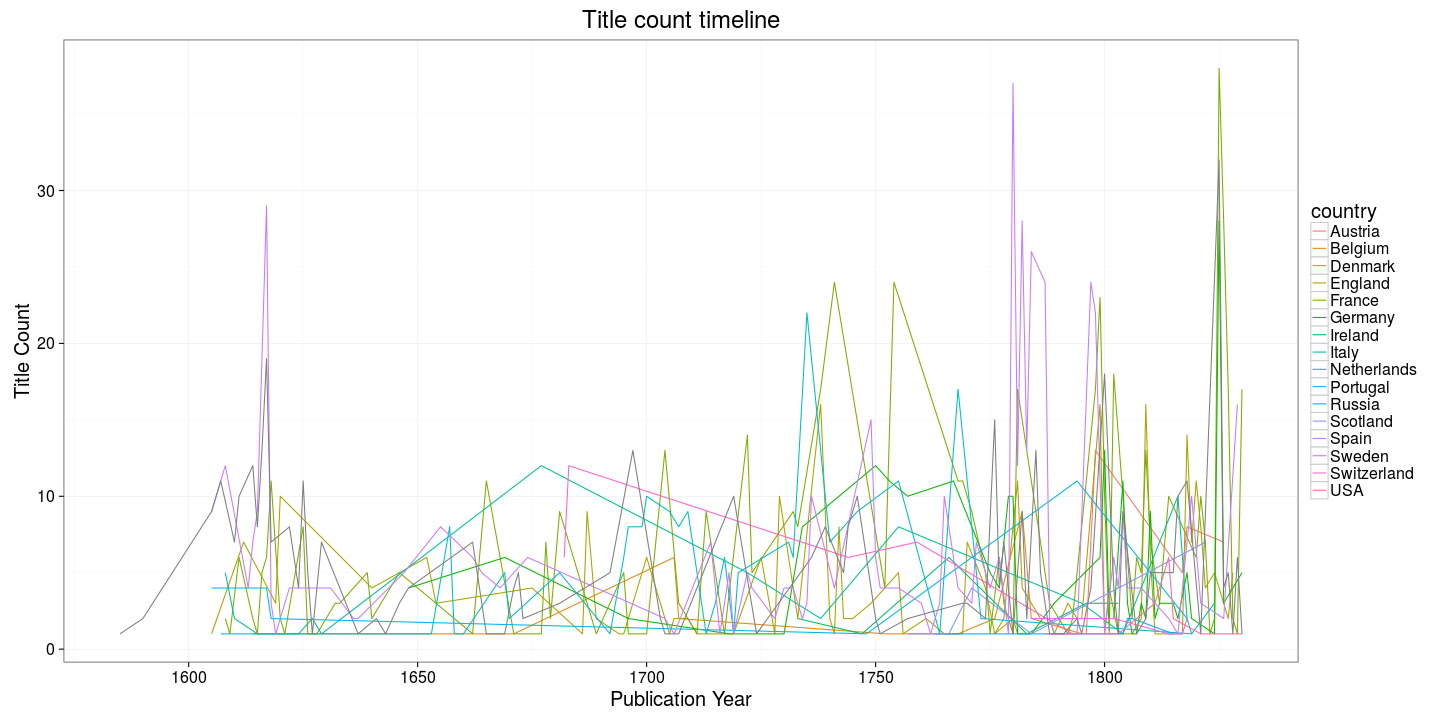 Title count timeline
Title Count
30
20
10
0
1600
1650
1700
1750
1800
Publication Year
country
Austria
Belgium
Denmark
England
France
Germany
Ireland
Italy
Netherlands
Portugal
Russia
Scotland
Spain
Sweden
Switzerland
USA